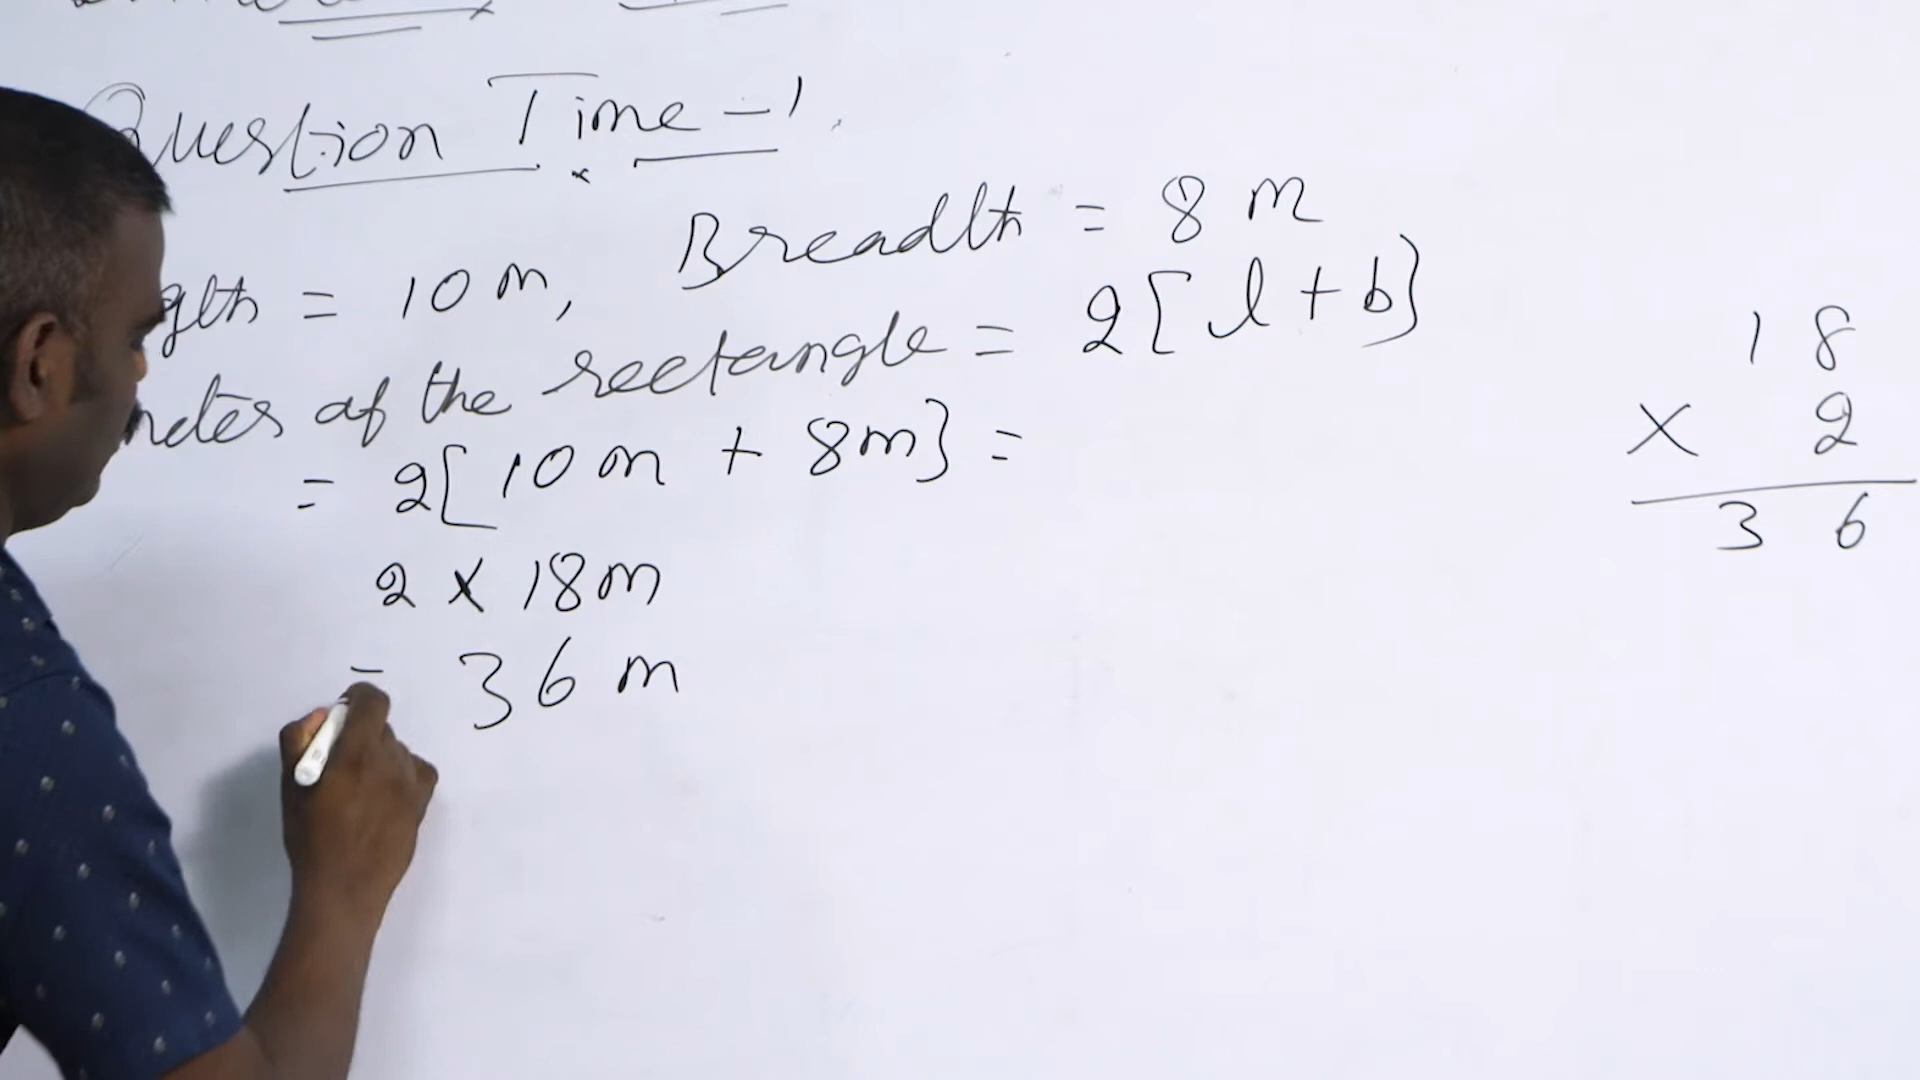 Question Time - 1.
gth = 10 m, Breadth = 8 m
meter of the rectangle = 2[l + b]
= 2[10 m + 8m] =
2 × 18m
= 36 m
18
× 2
36